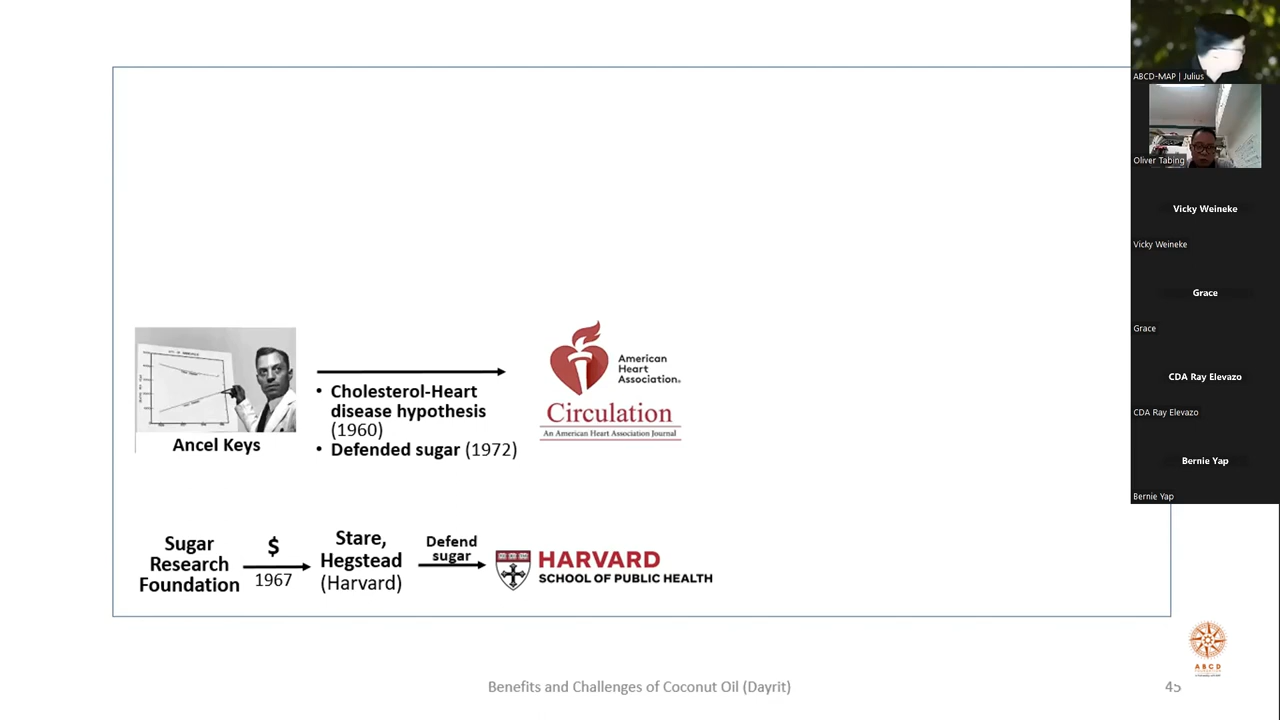 ABCD-MAP | Julius
Oliver Tabing
Vicky Weineke
Vicky Weineke
Grace
Grace
CDA Ray Elevazo
CDA Ray Elevazo
Bernie Yap
Bernie Yap
Ancel Keys
• Cholesterol-Heart
disease hypothesis
(1960)
• Defended sugar (1972)
American
Heart
Association.
Circulation
An American Heart Association Journal
Sugar
Research
Foundation
$
1967
Stare,
Hegstead
(Harvard)
Defend
sugar
HARVARD
SCHOOL OF PUBLIC HEALTH
ABCD
Benefits and Challenges of Coconut Oil (Dayrit)
45